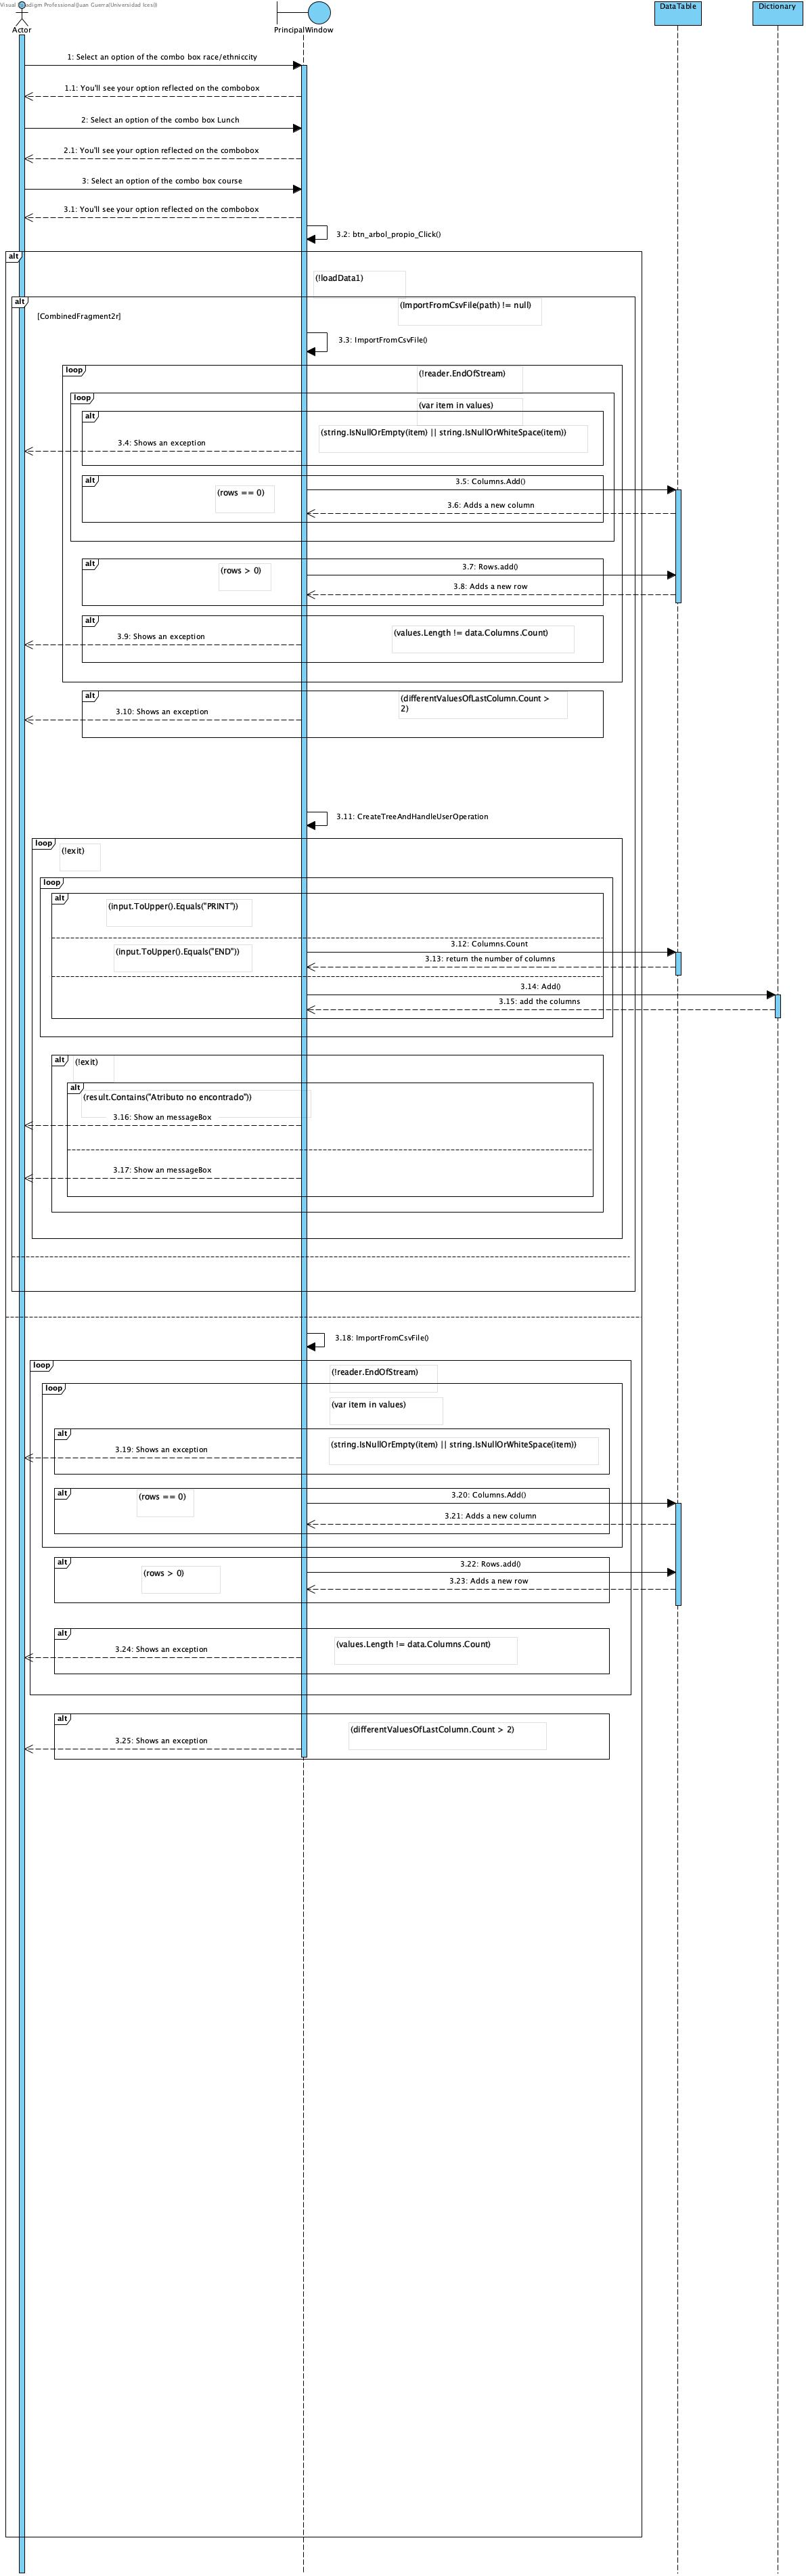 Visual Paradigm Professional(Juan Guerra(Universidad Icesi))
Actor
PrincipalWindow
DataTable
Dictionary
1: Select an option of the combo box race/ethniccity
1.1: You'll see your option reflected on the combobox
2: Select an option of the combo box Lunch
2.1: You'll see your option reflected on the combobox
3: Select an option of the combo box course
3.1: You'll see your option reflected on the combobox
3.2: btn_arbol_propio_Click()
alt
(!loadData1)
alt
(ImportFromCsvFile(path) != null)
[CombinedFragment2r]
3.3: ImportFromCsvFile()
loop
(!reader.EndOfStream)
loop
(var item in values)
alt
(string.IsNullOrEmpty(item) || string.IsNullOrWhiteSpace(item))
3.4: Shows an exception
alt
3.5: Columns.Add()
(rows == 0)
3.6: Adds a new column
alt
3.7: Rows.add()
(rows > 0)
3.8: Adds a new row
alt
(values.Length != data.Columns.Count)
3.9: Shows an exception
alt
(differentValuesOfLastColumn.Count >
2)
3.10: Shows an exception
3.11: CreateTreeAndHandleUserOperation
loop
(!exit)
loop
alt
(input.ToUpper().Equals("PRINT"))
3.12: Columns.Count
(input.ToUpper().Equals("END"))
3.13: return the number of columns
3.14: Add()
3.15: add the columns
alt
(!exit)
alt
(result.Contains("Atributo no encontrado"))
3.16: Show an messageBox
3.17: Show an messageBox
3.18: ImportFromCsvFile()
loop
(!reader.EndOfStream)
loop
(var item in values)
alt
(string.IsNullOrEmpty(item) || string.IsNullOrWhiteSpace(item))
3.19: Shows an exception
alt
3.20: Columns.Add()
(rows == 0)
3.21: Adds a new column
alt
3.22: Rows.add()
(rows > 0)
3.23: Adds a new row
alt
(values.Length != data.Columns.Count)
3.24: Shows an exception
alt
(differentValuesOfLastColumn.Count > 2)
3.25: Shows an exception